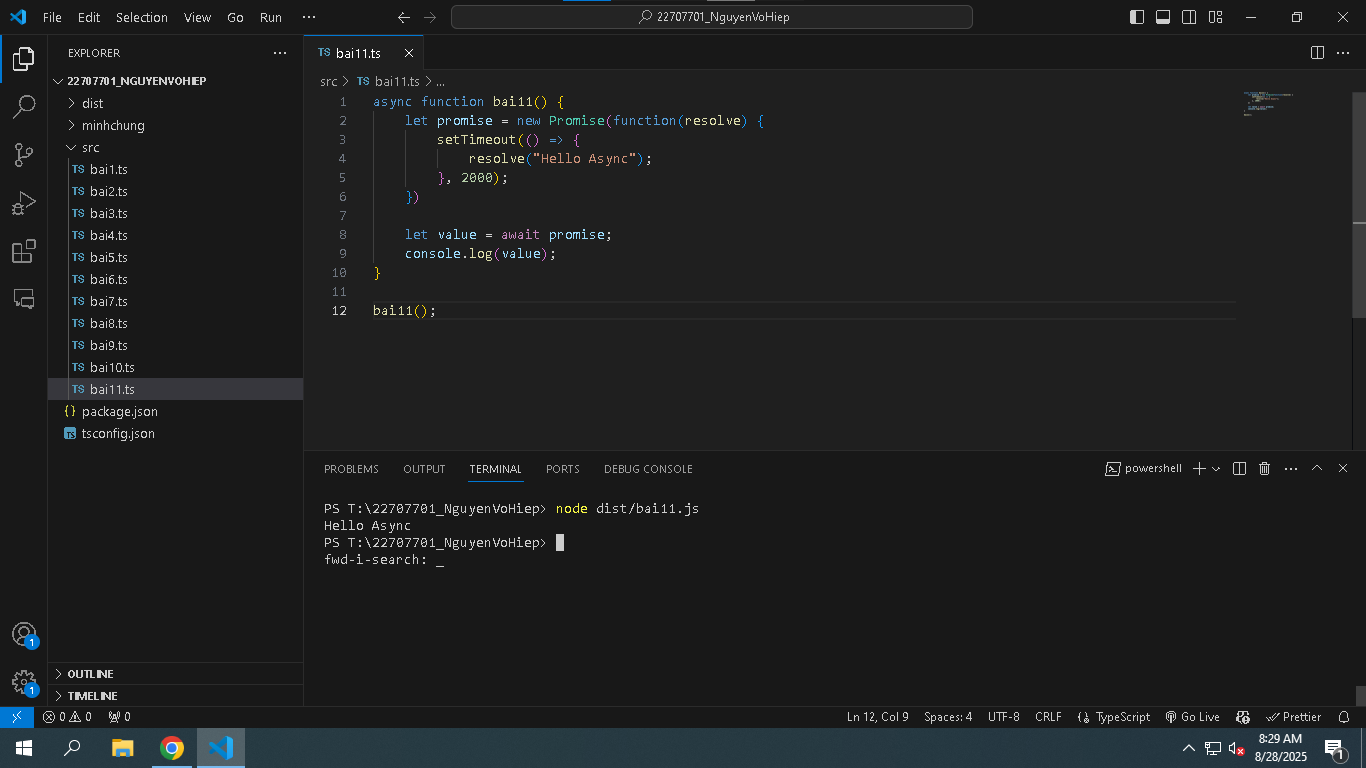 File Edit Selection View Go Run ···
22707701_NguyenVoHiep
EXPLORER
22707701_NGUYENVOHIEP
dist
minhchung
src
TS bai1.ts
TS bai2.ts
TS bai3.ts
TS bai4.ts
TS bai5.ts
TS bai6.ts
TS bai7.ts
TS bai8.ts
TS bai9.ts
TS bai10.ts
TS bai11.ts
{} package.json
TS tsconfig.json
OUTLINE
TIMELINE
1
1
TS bai11.ts
src > TS bai11.ts > ...
1 async function bai11() {
2     let promise = new Promise(function(resolve) {
3         setTimeout(() => {
4             resolve("Hello Async");
5         }, 2000);
6     })
7
8     let value = await promise;
9     console.log(value);
10 }
11
12 bai11();
PROBLEMS OUTPUT TERMINAL PORTS DEBUG CONSOLE
powershell
PS T:\22707701_NguyenVoHiep> node dist/bai11.js
Hello Async
PS T:\22707701_NguyenVoHiep>
fwd-i-search: _
0 0 0
Ln 12, Col 9 Spaces: 4 UTF-8 CRLF {} TypeScript Go Live Prettier
8:29 AM
8/28/2025
1